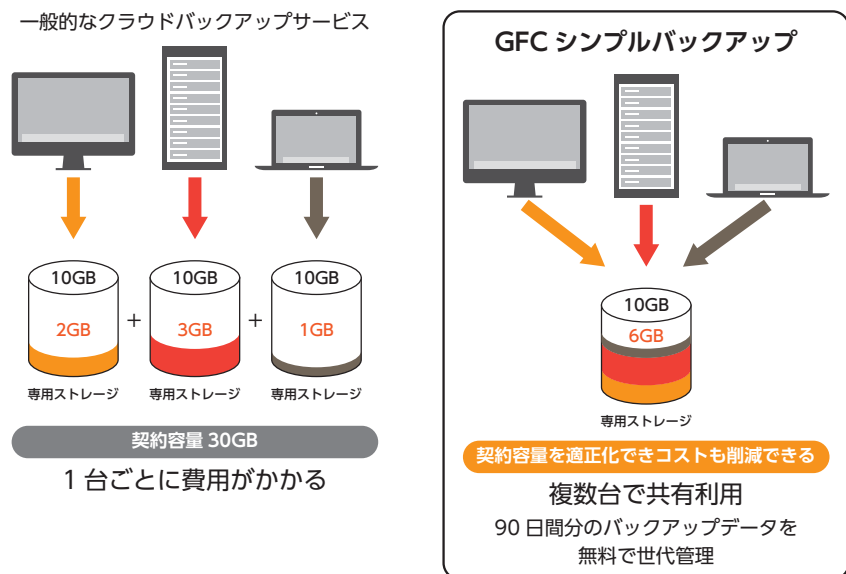 一般的なクラウドバックアップサービス
10GB
2GB
専用ストレージ
+
10GB
3GB
専用ストレージ
+
10GB
1GB
専用ストレージ
契約容量 30GB
1 台ごとに費用がかかる
GFC シンプルバックアップ
10GB
6GB
専用ストレージ
契約容量を適正化できコストも削減できる
複数台で共有利用
90 日間分のバックアップデータを
無料で世代管理